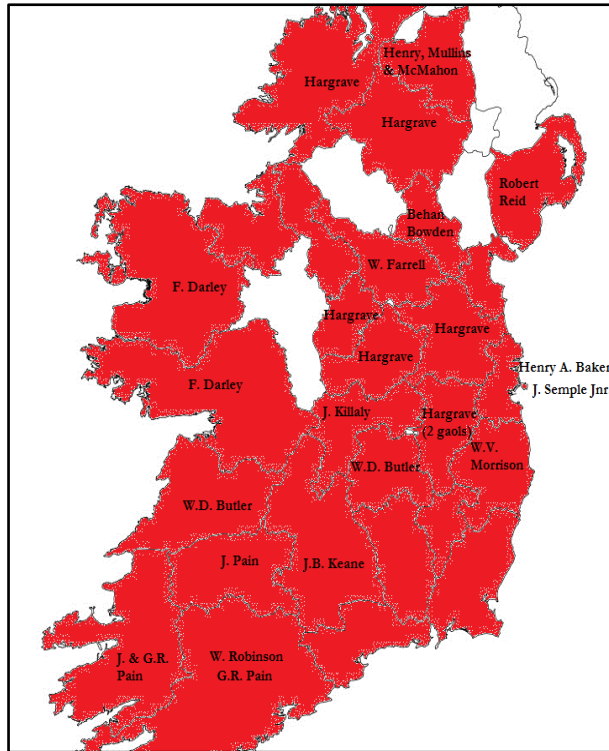 Henry, Mullins
& McMahon
Hargrave
Hargrave
Robert
Reid
Behan
Bowden
W. Farrell
F. Darley
Hargrave
Hargrave
Hargrave
Henry A. Baker
F. Darley
J. Semple Jnr
J. Killaly
Hargrave
(2 gaols)
W.V.
Morrison
W.D. Butler
W.D. Butler
J. Pain
J.B. Keane
J. & G.R.
Pain
W. Robinson
G.R. Pain